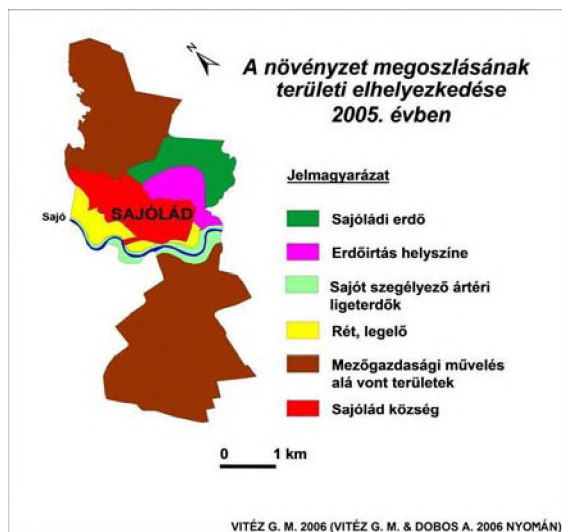 N
A növényzet megoszlásának
területi elhelyezkedése
2005. évben
Jelmagyarázat
Sajóládi erdő
Erdőirtás helyszíne
Sajót szegélyező ártéri
ligeterdők
Rét, legelő
Mezőgazdasági művelés
alá vont területek
Sajólád község
Sajó
SAJÓLÁD
0 1 km
VITÉZ G. M. 2006 (VITÉZ G. M. & DOBOS A. 2006 NYOMÁN)